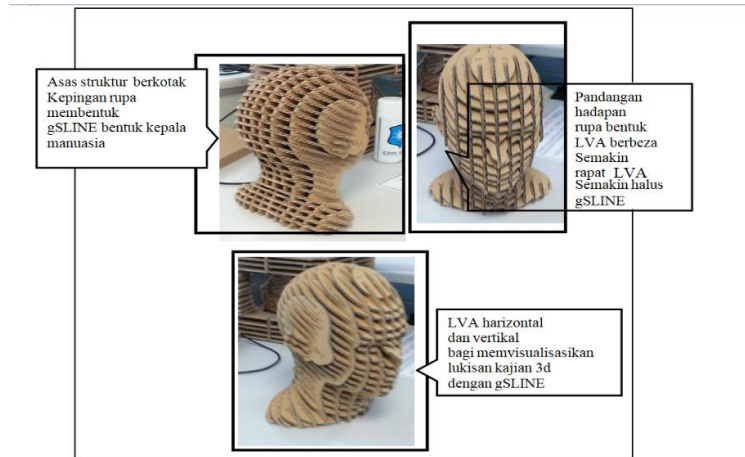 Asas struktur berkotak
Kepingan rupa
membentuk
gSLINE bentuk kepala
manuasia
Pandangan
hadapan
rupa bentuk
LVA berbeza
Semakin
rapat LVA
Semakin halus
gSLINE
LVA harizontal
dan vertikal
bagi memvisualisasikan
lukisan kajian 3d
dengan gSLINE